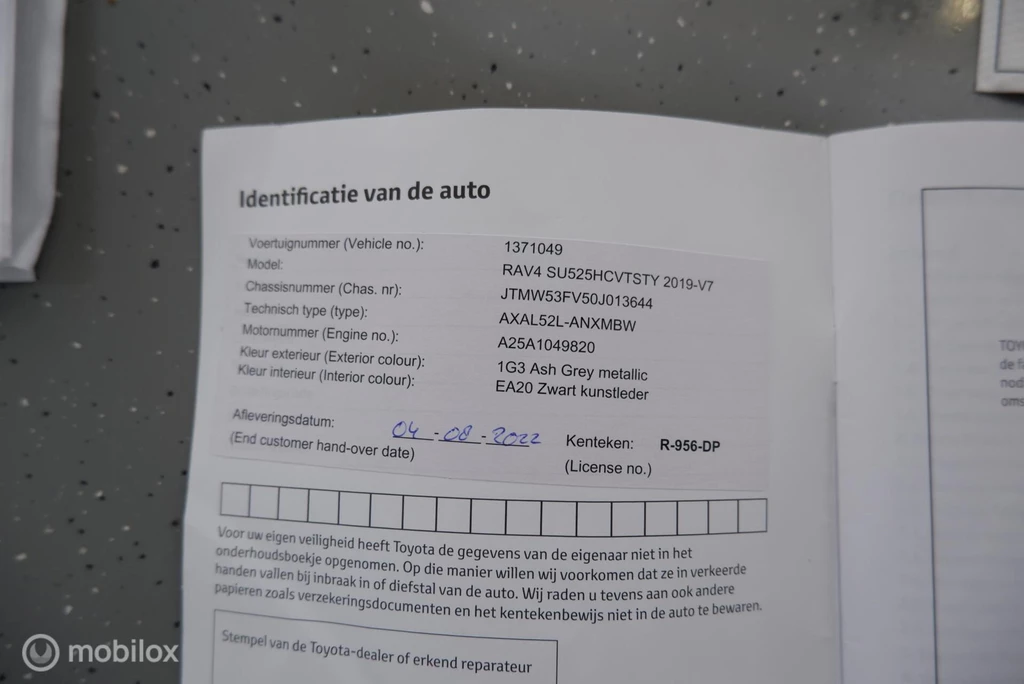 Identificatie van de auto
Voertuignummer (Vehicle no.): 1371049
Model: RAV4 SU525HCVTSTY 2019-V7
Chassisnummer (Chas. nr): JTMW53FV50J013644
Technisch type (type): AXAL52L-ANXMBW
Motornummer (Engine no.): A25A1049820
Kleur exterieur (Exterior colour): 1G3 Ash Grey metallic
Kleur interieur (Interior colour): EA20 Zwart kunstleder
Afleveringsdatum: 04-08-2022 Kenteken: R-956-DP
(End customer hand-over date) (License no.)
Voor uw eigen veiligheid heeft Toyota de gegevens van de eigenaar niet in het
onderhoudsboekje opgenomen. Op die manier willen wij voorkomen dat ze in verkeerde
handen vallen bij inbraak in of diefstal van de auto. Wij raden u tevens aan ook andere
papieren zoals verzekeringsdocumenten en het kentekenbewijs niet in de auto te bewaren.
Stempel van de Toyota-dealer of erkend reparateur
TOY
de f
nod
oms
mobilox